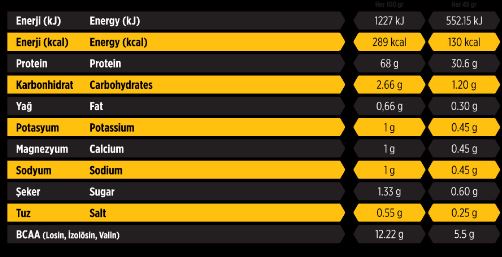 Her 100 gr Her 45 gr
Enerji (kJ) Energy (kJ) 1227 kJ 552.15 kJ
Enerji (kcal) Energy (kcal) 289 kcal 130 kcal
Protein Protein 68 g 30.6 g
Karbonhidrat Carbohydrates 2.66 g 1.20 g
Yağ Fat 0.66 g 0.30 g
Potasyum Potassium 1 g 0.45 g
Magnezyum Calcium 1 g 0.45 g
Sodyum Sodium 1 g 0.45 g
Şeker Sugar 1.33 g 0.60 g
Tuz Salt 0.55 g 0.25 g
BCAA (Losin, İzolösin, Valin) 12.22 g 5.5 g